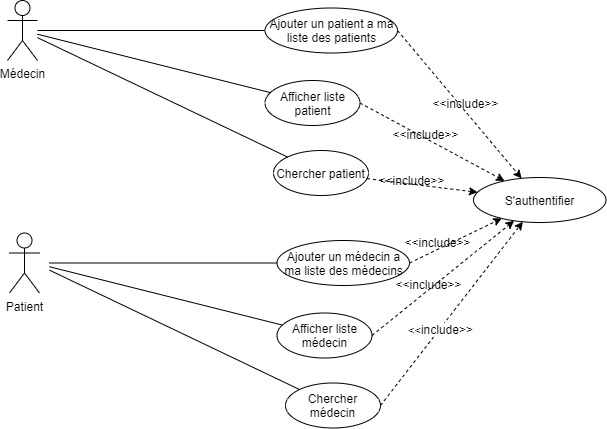 Médecin
Ajouter un patient a ma
liste des patients
Afficher liste
patient
Chercher patient
<<include>>
<<include>>
<<include>>
S'authentifier
Patient
Ajouter un médecin a
ma liste des médecins
Afficher liste
médecin
Chercher
médecin
<<include>>
<<include>>
<<include>>